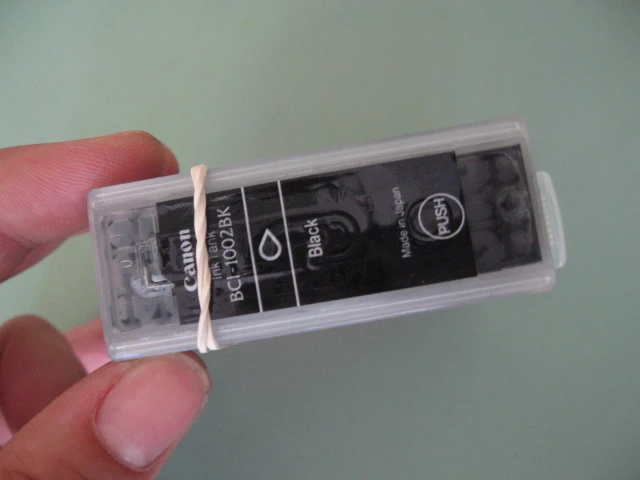 Canon
Ink Tank
BCI-1002BK
Black
Made in Japan
PUSH